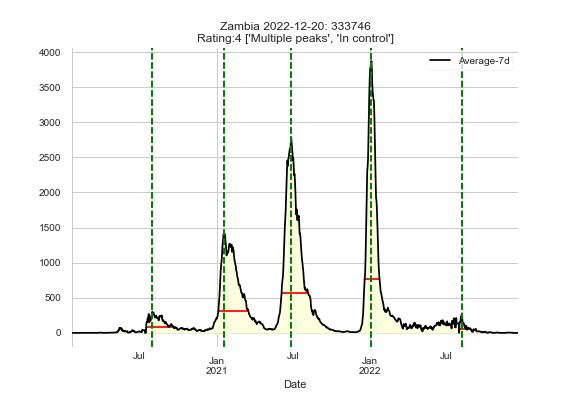 Zambia 2022-12-20: 333746
Rating:4 ['Multiple peaks', 'In control']
Average-7d
4000
3500
3000
2500
2000
1500
1000
500
0
Jul
Jan
2021
Jul
Jan
2022
Jul
Date